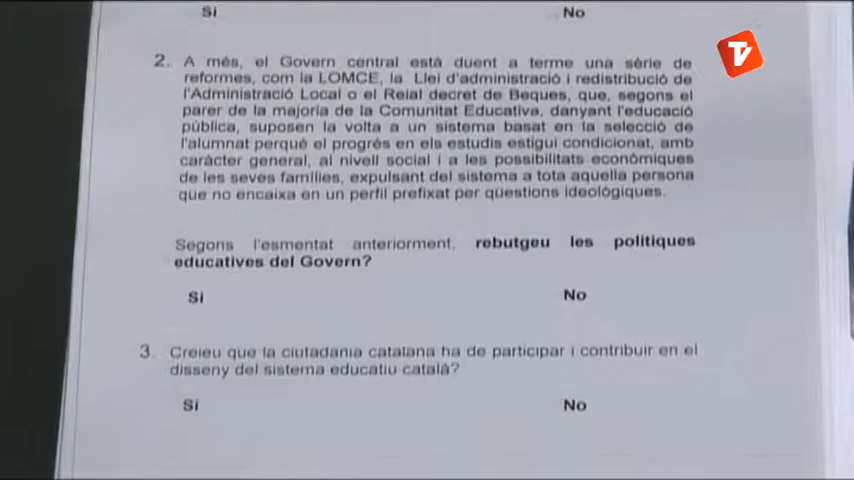 Si No
2. A més, el Govern central està duent a terme una sèrie de
reformes, com la LOMCE, la Llei d'administració i redistribució de
l'Administració Local o el Reial decret de Beques, que, segons el
parer de la majoria de la Comunitat Educativa, danyant l'educació
pública, suposen la volta a un sistema basat en la selecció de
l'alumnat perquè el progrés en els estudis estigui condicionat, amb
caràcter general, al nivell social i a les possibilitats econòmiques
de les seves famílies, expulsant del sistema a tota aquella persona
que no encaixa en un perfil prefixat per questions ideològiques.
Segons l'esmentat anteriorment, rebutgeu les polítiques
educatives del Govern?
Si No
3. Creieu que la ciutadania catalana ha de participar i contribuir en el
disseny del sistema educatiu català?
Si No
TV